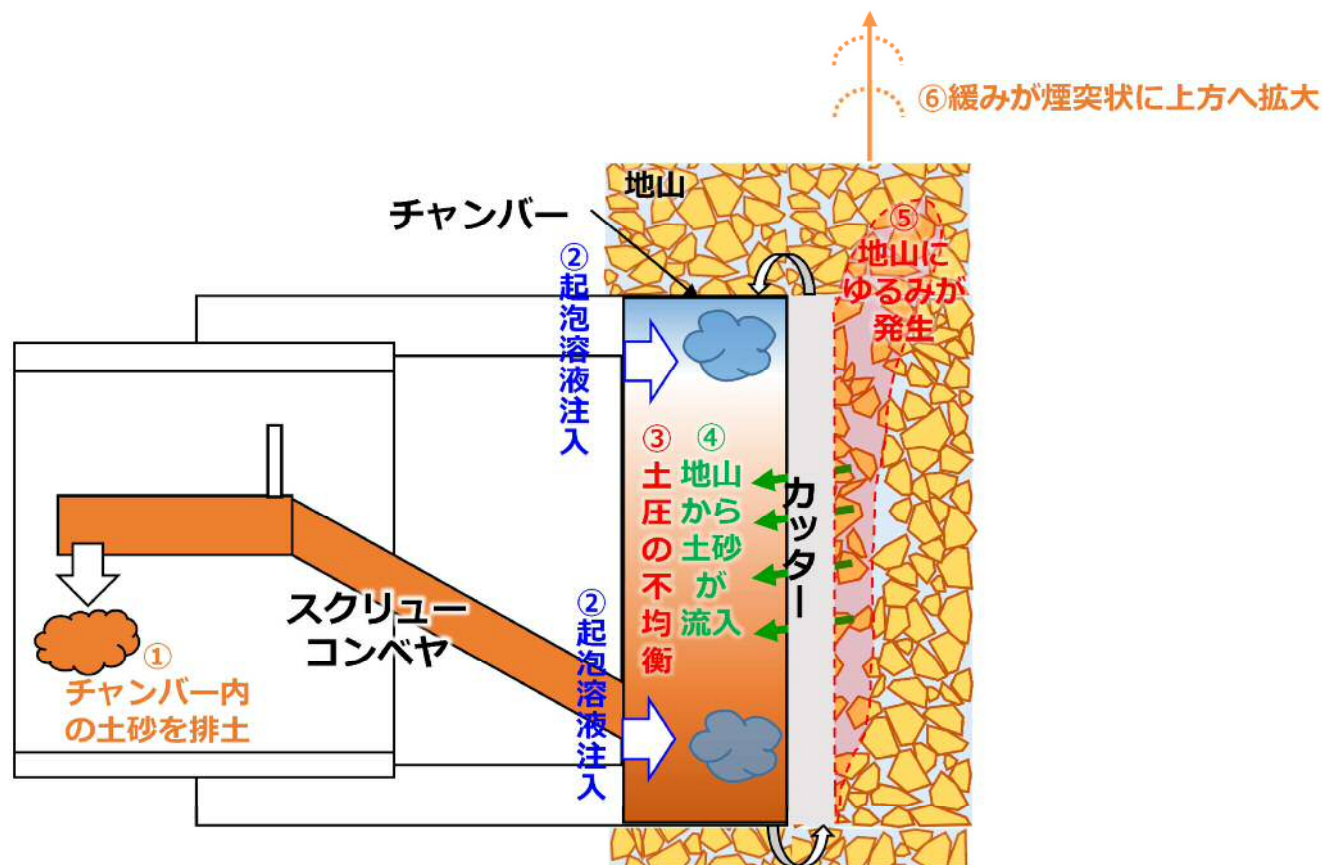 ⑥緩みが煙突状に上方へ拡大
地山
チャンバー
⑤
地山に
ゆるみが
発生
②起泡溶液注入
③土圧の不均衡
④
地山
から
土砂
が
流入
カッター
スクリュー
コンベヤ
②起泡溶液注入
①
チャンバー内
の土砂を排土